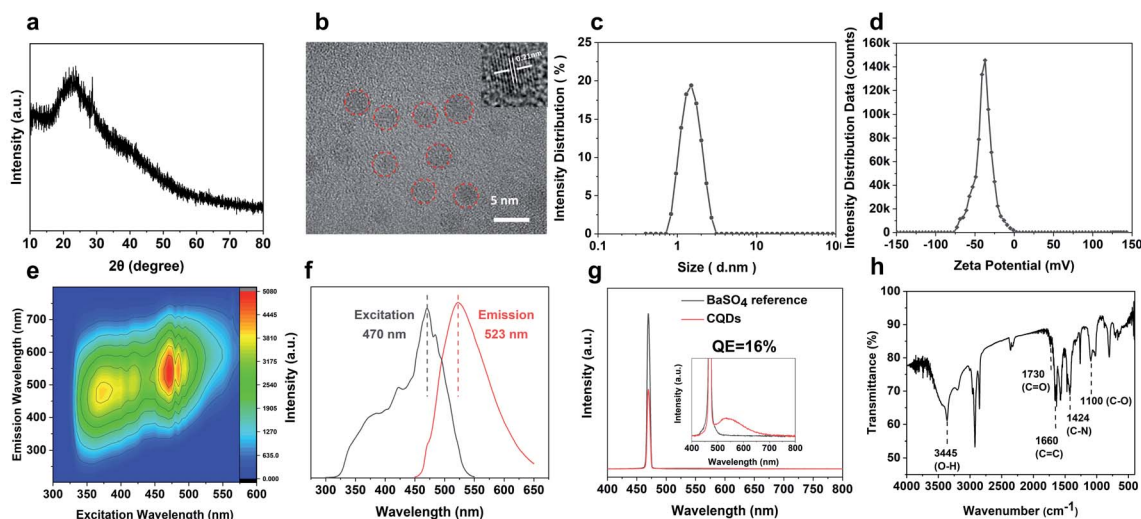 a
Intensity (a.u.)
10 20 30 40 50 60 70 80
2θ (degree)
b
0.21nm
5 nm
c
Intensity Distribution ( % )
25
20
15
10
5
0
0.1 1 10 100
Size ( d.nm )
d
Intensity Distribution Data (counts)
140k
120k
100k
80k
60k
40k
20k
0
-150 -100 -50 0 50 100 150
Zeta Potential (mV)
e
Emission Wavelength (nm)
700
600
500
400
300
300 350 400 450 500 550 600
Excitation Wavelength (nm)
5080
4445
3810
3175
2540
1905
1270
635.0
0.000
f
Intensity (a.u.)
Excitation
470 nm
Emission
523 nm
300 350 400 450 500 550 600 650
Wavelength (nm)
g
Intensity (a.u.)
BaSO4 reference
CQDs
QE=16%
Intensity (a.u.)
400 500 600 700 800
Wavelength (nm)
400 450 500 550 600 650 700 750 800
Wavelength (nm)
h
Transmittance (%)
100
90
80
70
60
50
40
3445
(O-H)
1730
(C=O)
1660
(C=C)
1424
(C-N)
1100 (C-O)
4000 3500 3000 2500 2000 1500 1000 500
Wavenumber (cm-1)